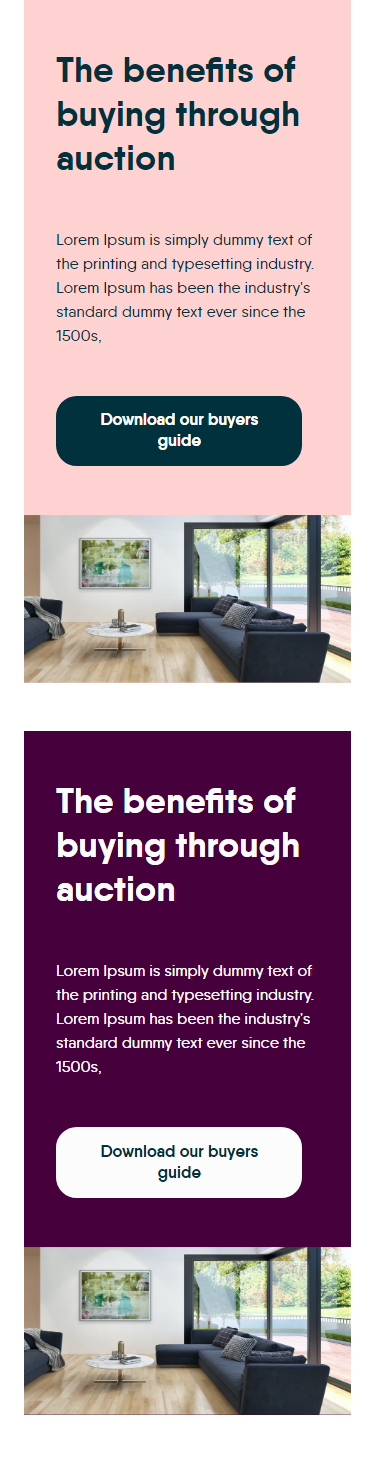 The benefits of
buying through
auction
Lorem Ipsum is simply dummy text of
the printing and typesetting industry.
Lorem Ipsum has been the industry's
standard dummy text ever since the
1500s,
Download our buyers
guide
The benefits of
buying through
auction
Lorem Ipsum is simply dummy text of
the printing and typesetting industry.
Lorem Ipsum has been the industry's
standard dummy text ever since the
1500s,
Download our buyers
guide